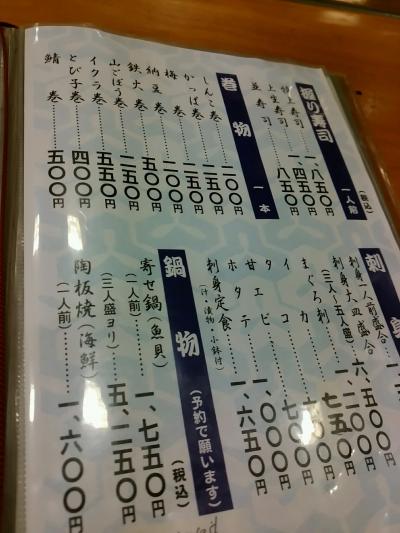 握り寿司 一人前 (税込)
特上寿司 一、八五〇円
上寿司 一、四五〇円
並寿司 八五〇円
巻物 一本
しんこ巻 二〇〇円
かっぱ巻 二五〇円
梅巻 二〇〇円
納豆巻 二五〇円
鉄火巻 五〇〇円
山ごぼう巻 二五〇円
イクラ巻 五五〇円
とび子巻 四〇〇円
鯖巻 五〇〇円
刺身
刺身一人前盛合 一、五〇〇円
刺身大皿盛合 (三人〜五人盛) 六、五〇〇円
まぐろ刺 一、二〇〇円
イカ 七五〇円
タコ 七〇〇円
甘エビ
ホタテ 一、〇〇〇円
刺身定食 (汁・漬物・小鉢付) 一、六五〇円
鍋物 (予約で願います) (税込)
寄せ鍋(魚貝) (一人前) 一、七五〇円
(三人盛ヨリ) 五、二五〇円
陶板焼(海鮮) (一人前) 一、六〇〇円